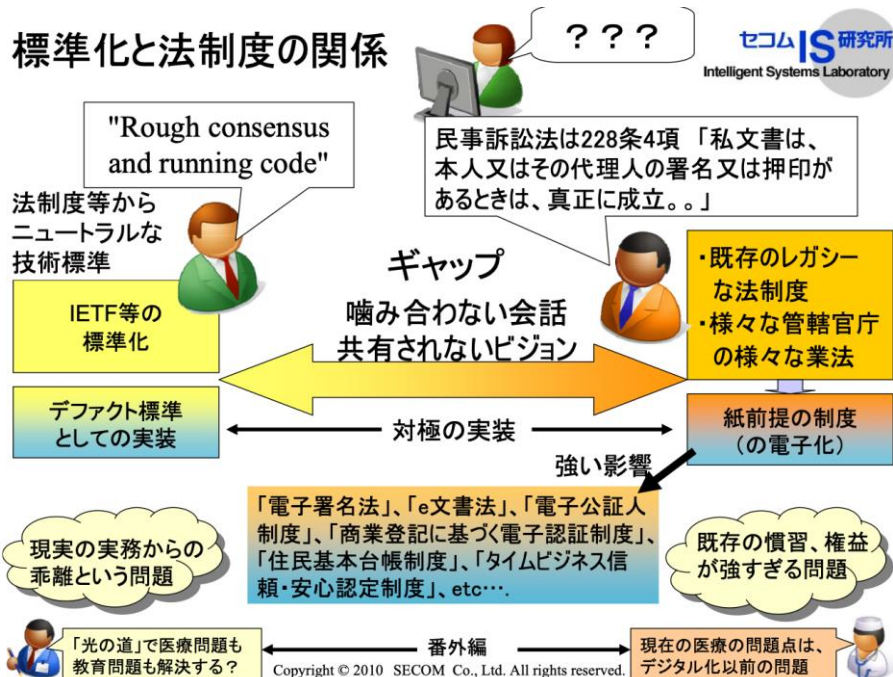 標準化と法制度の関係
？？？
セコム IS 研究所
Intelligent Systems Laboratory
"Rough consensus
and running code"
民事訴訟法は228条4項 「私文書は、
本人又はその代理人の署名又は押印が
あるときは、真正に成立。。」
法制度等から
ニュートラルな
技術標準
IETF等の
標準化
ギャップ
噛み合わない会話
共有されないビジョン
・既存のレガシー
な法制度
・様々な管轄官庁
の様々な業法
デファクト標準
としての実装
対極の実装
紙前提の制度
（の電子化）
強い影響
「電子署名法」、「e文書法」、「電子公証人
制度」、「商業登記に基づく電子認証制度」、
「住民基本台帳制度」、「タイムビジネス信
頼・安心認定制度」、etc….
現実の実務からの
乖離という問題
既存の慣習、権益
が強すぎる問題
「光の道」で医療問題も
教育問題も解決する？
番外編
現在の医療の問題点は、
デジタル化以前の問題
Copyright © 2010 SECOM Co., Ltd. All rights reserved.